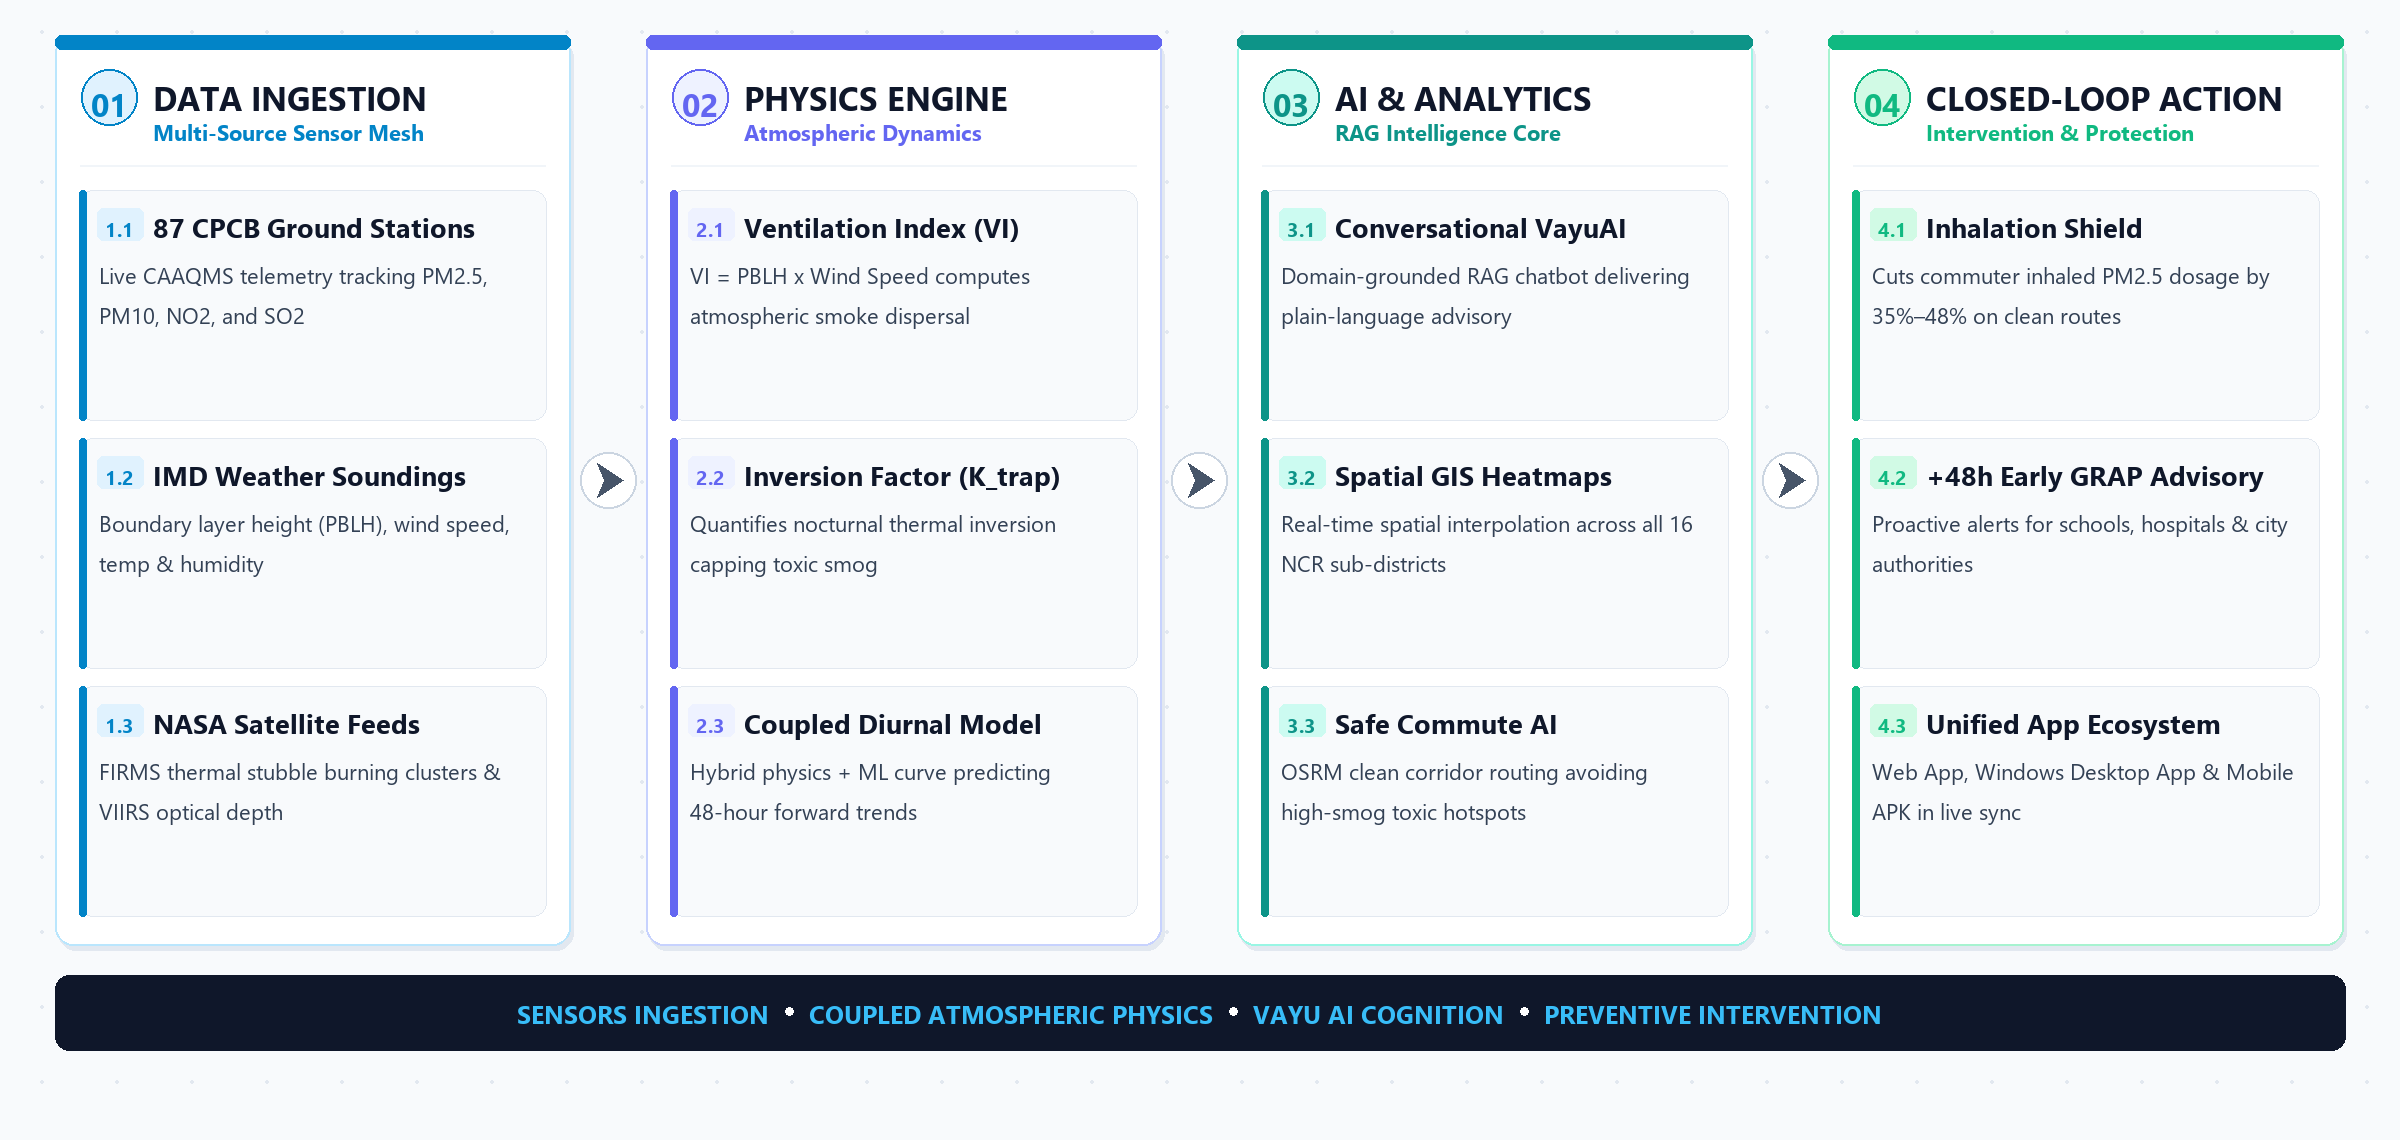 01
DATA INGESTION
Multi-Source Sensor Mesh
1.1 87 CPCB Ground Stations
Live CAAQMS telemetry tracking PM2.5,
PM10, NO2, and SO2
1.2 IMD Weather Soundings
Boundary layer height (PBLH), wind speed,
temp & humidity
1.3 NASA Satellite Feeds
FIRMS thermal stubble burning clusters &
VIIRS optical depth
02
PHYSICS ENGINE
Atmospheric Dynamics
2.1 Ventilation Index (VI)
VI = PBLH x Wind Speed computes
atmospheric smoke dispersal
2.2 Inversion Factor (K_trap)
Quantifies nocturnal thermal inversion
capping toxic smog
2.3 Coupled Diurnal Model
Hybrid physics + ML curve predicting
48-hour forward trends
03
AI & ANALYTICS
RAG Intelligence Core
3.1 Conversational VayuAI
Domain-grounded RAG chatbot delivering
plain-language advisory
3.2 Spatial GIS Heatmaps
Real-time spatial interpolation across all 16
NCR sub-districts
3.3 Safe Commute AI
OSRM clean corridor routing avoiding
high-smog toxic hotspots
04
CLOSED-LOOP ACTION
Intervention & Protection
4.1 Inhalation Shield
Cuts commuter inhaled PM2.5 dosage by
35%–48% on clean routes
4.2 +48h Early GRAP Advisory
Proactive alerts for schools, hospitals & city
authorities
4.3 Unified App Ecosystem
Web App, Windows Desktop App & Mobile
APK in live sync
SENSORS INGESTION • COUPLED ATMOSPHERIC PHYSICS • VAYU AI COGNITION • PREVENTIVE INTERVENTION